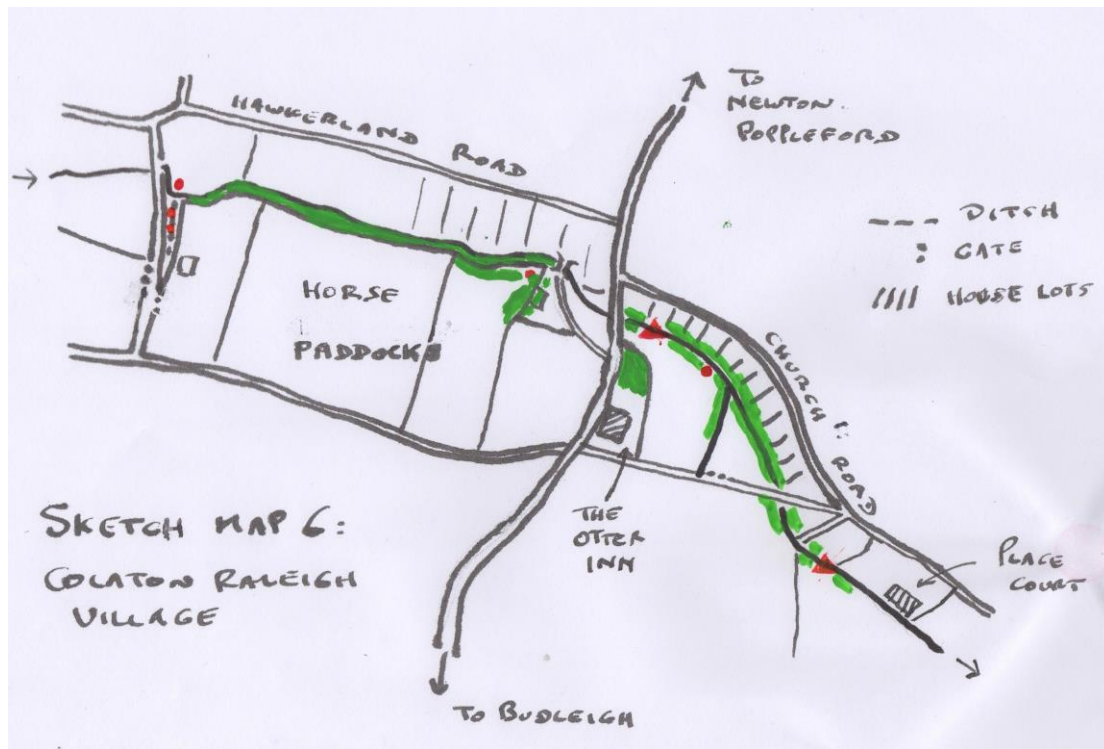 TO
NEWTON
POPPLEFORD
HAWKERLAND ROAD
--- DITCH
: GATE
//// HOUSE LOTS
HORSE
PADDOCKS
CHURCH ROAD
SKETCH MAP 6:
COLATON RALEIGH
VILLAGE
THE
OTTER
INN
PLACE
COURT
TO BUDLEIGH